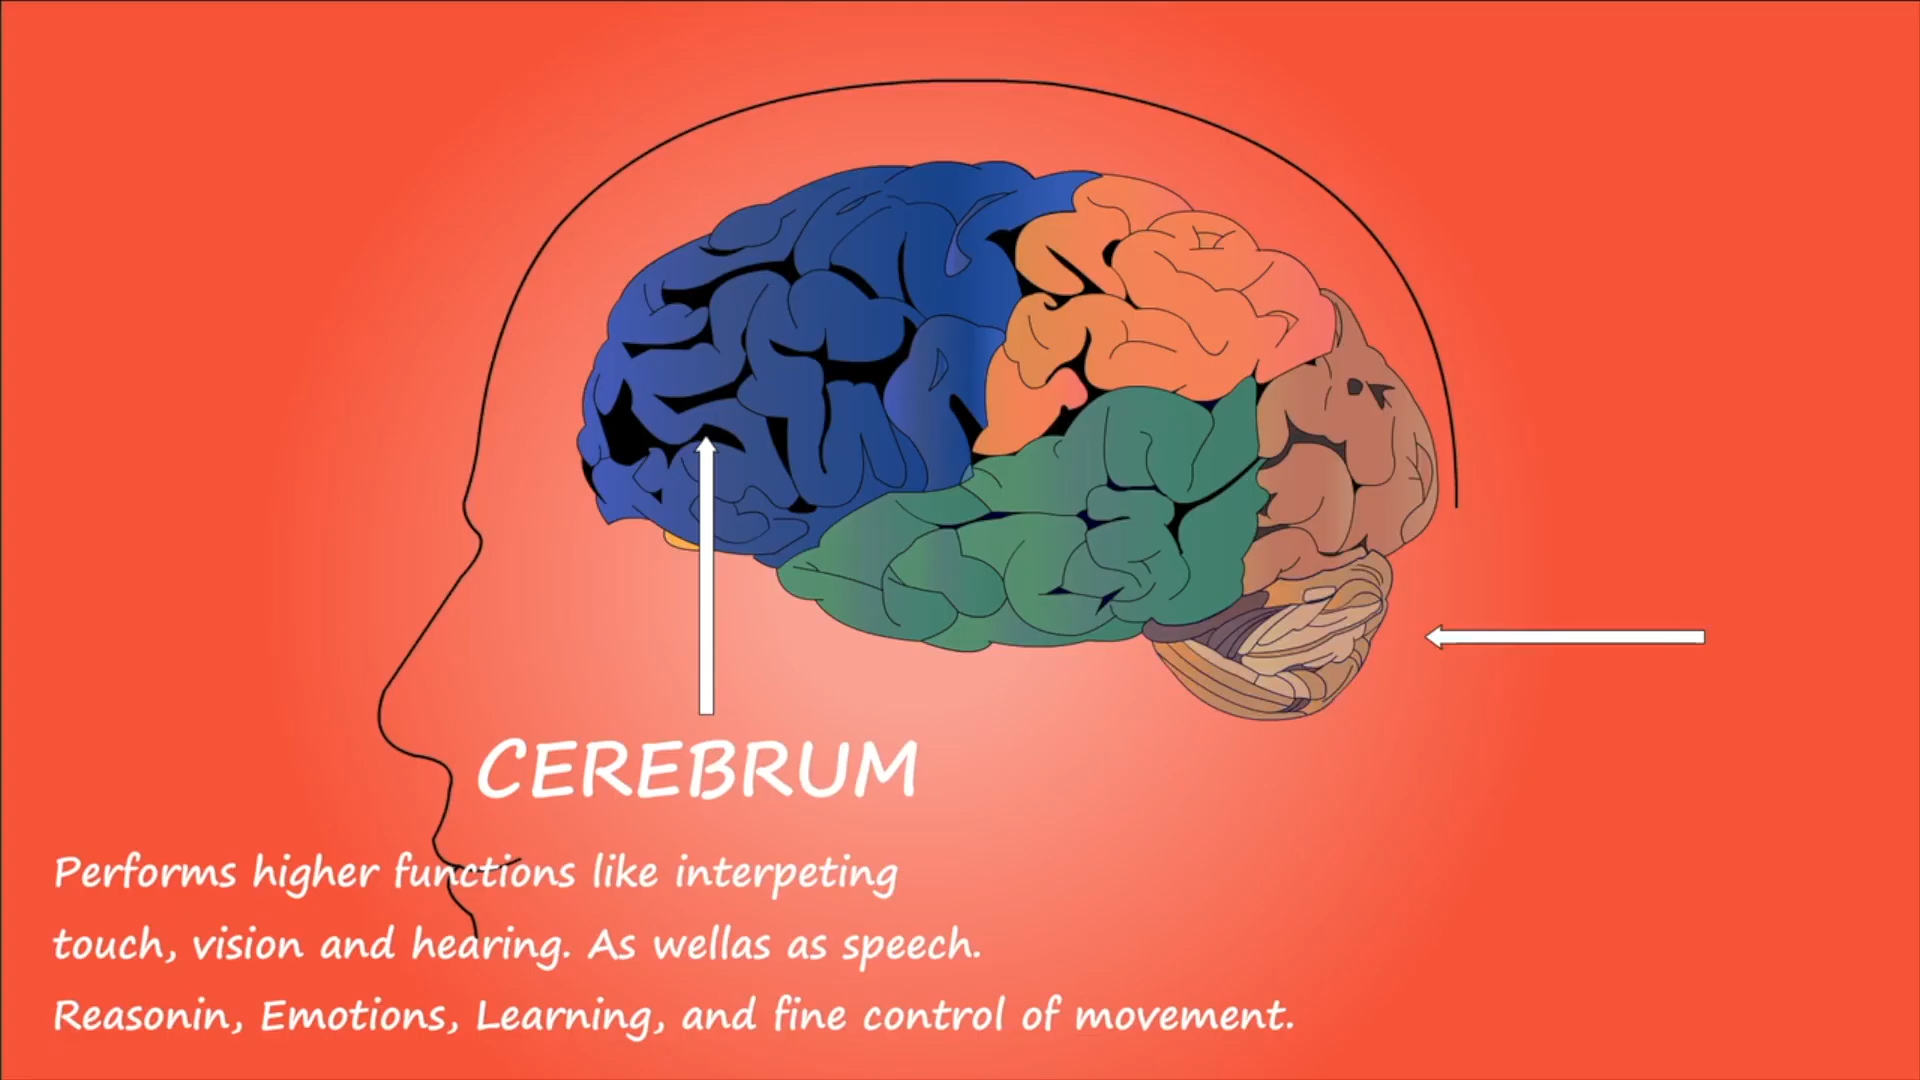 CEREBRUM
Performs higher functions like interpeting
touch, vision and hearing. As wellas as speech.
Reasonin, Emotions, Learning, and fine control of movement.